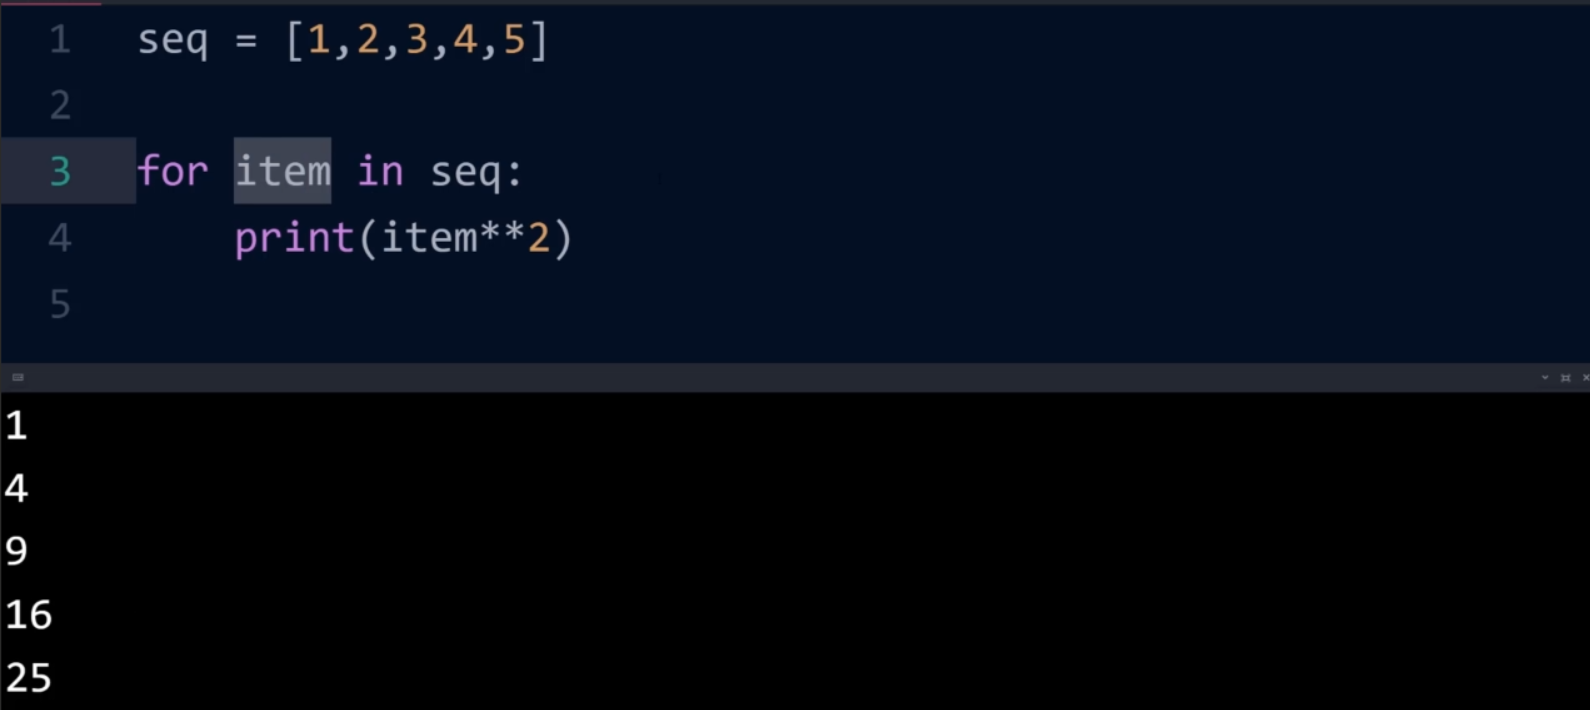 1 seq = [1,2,3,4,5]
2
3 for item in seq:
4     print(item**2)
5
1
4
9
16
25